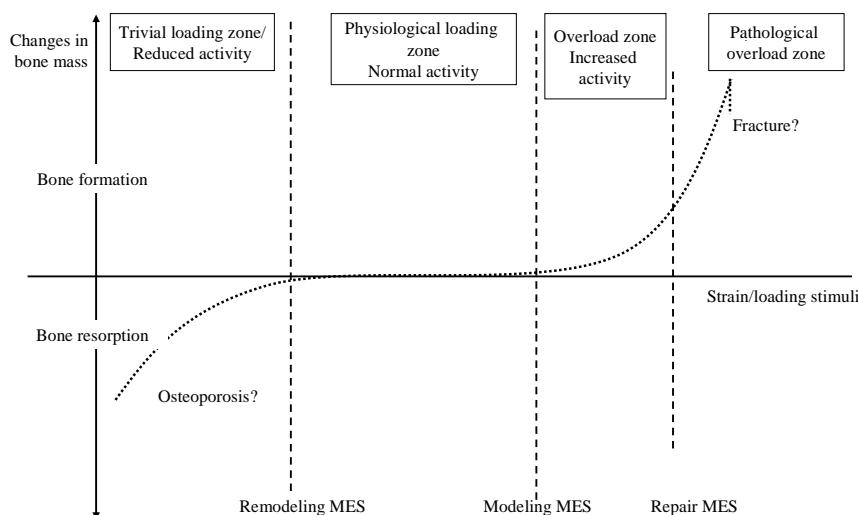 Changes in
bone mass
Trivial loading zone/
Reduced activity
Physiological loading
zone
Normal activity
Overload zone
Increased
activity
Pathological
overload zone
Fracture?
Bone formation
Strain/loading stimuli
Bone resorption
Osteoporosis?
Remodeling MES
Modeling MES
Repair MES